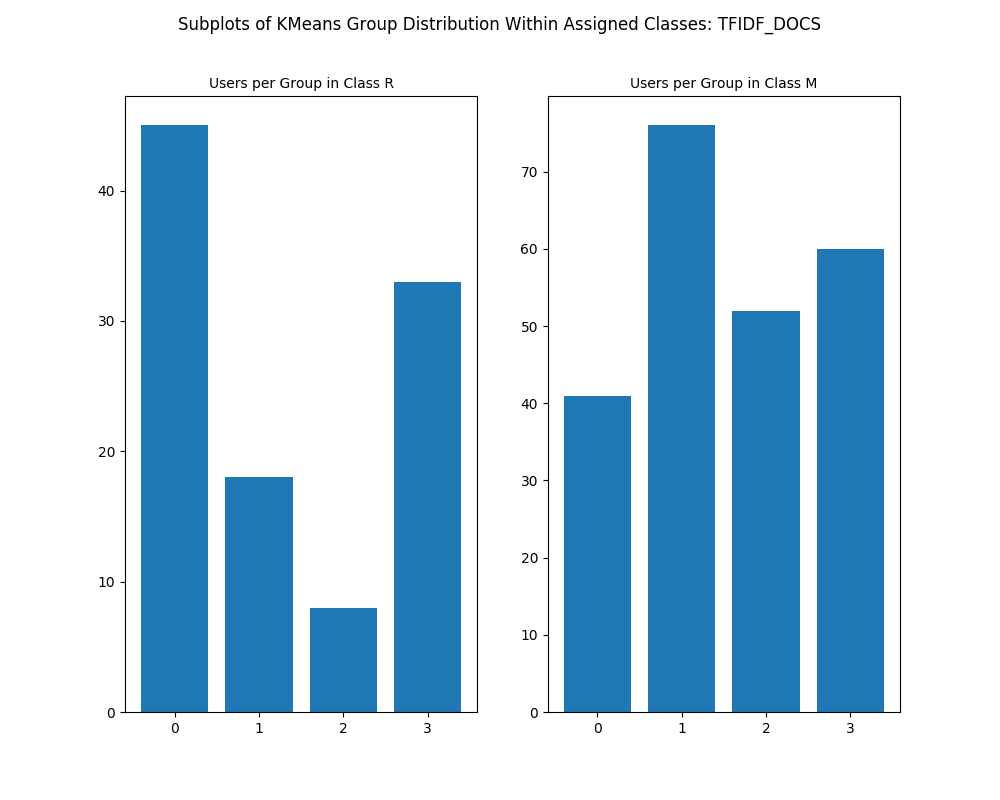 Subplots of KMeans Group Distribution Within Assigned Classes: TFIDF_DOCS
Users per Group in Class R
40
30
20
10
0
0 1 2 3
Users per Group in Class M
70
60
50
40
30
20
10
0
0 1 2 3